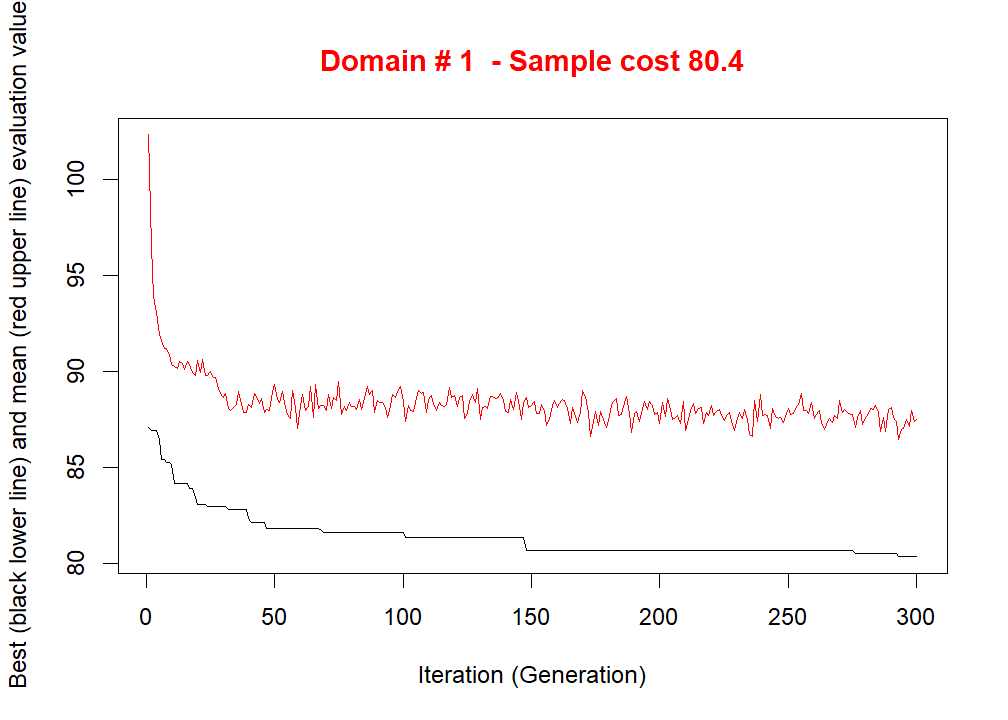 Domain # 1  - Sample cost 80.4
Best (black lower line) and mean (red upper line) evaluation value
100
95
90
85
80
0 50 100 150 200 250 300
Iteration (Generation)